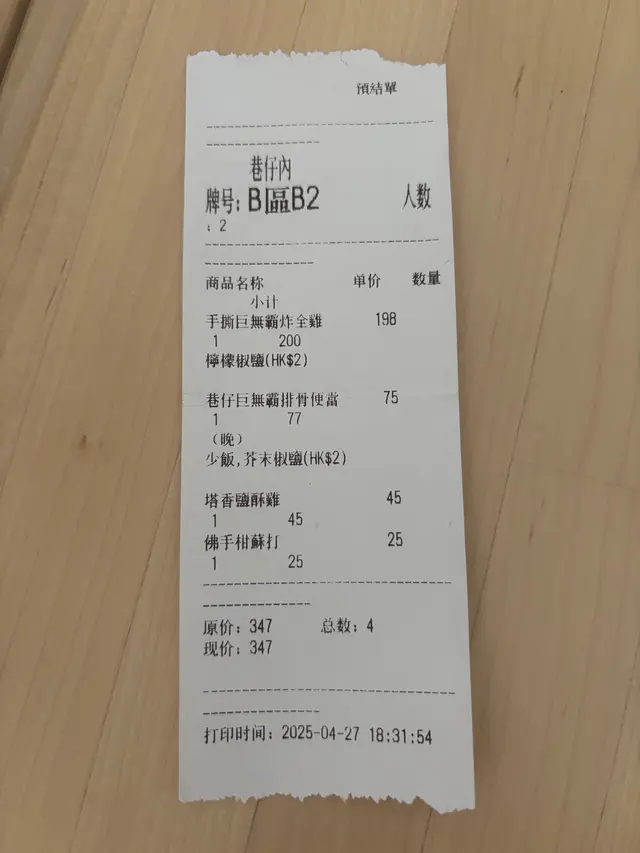 預結單
巷仔內
牌号: B區B2 人数
: 2
商品名称 单价 数量
小计
手撕巨無霸炸全雞 198
1 200
檸檬椒鹽(HK$2)
巷仔巨無霸排骨便當 75
1 77
(晚)
少飯,芥末椒鹽(HK$2)
塔香鹽酥雞 45
1 45
佛手柑蘇打 25
1 25
原价: 347 总数: 4
现价: 347
打印时间: 2025-04-27 18:31:54